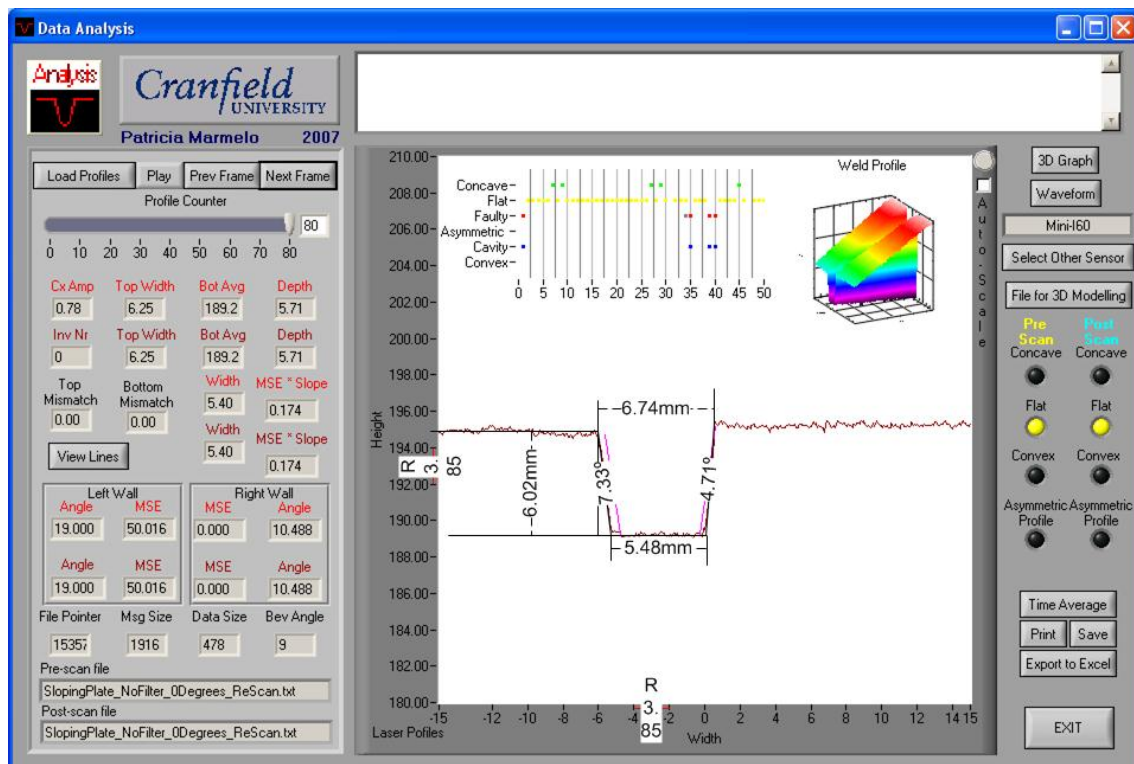 Data Analysis
Analysis
Cranfield
UNIVERSITY
Patricia Marmelo 2007
Load Profiles Play Prev Frame Next Frame
Profile Counter
80
0 10 20 30 40 50 60 70 80
Cx Amp Top Width Bot Avg Depth
0.78 6.25 189.2 5.71
Inv Nr Top Width Bot Avg Depth
0 6.25 189.2 5.71
Top Mismatch Bottom Mismatch Width MSE * Slope
0.00 0.00 5.40 0.174
Width MSE * Slope
5.40 0.174
View Lines
Left Wall Right Wall
Angle MSE MSE Angle
19.000 50.016 0.000 10.488
Angle MSE MSE Angle
19.000 50.016 0.000 10.488
File Pointer Msg Size Data Size Bev Angle
15357 1916 478 9
Pre-scan file
SlopingPlate_NoFilter_0Degrees_ReScan.txt
Post-scan file
SlopingPlate_NoFilter_0Degrees_ReScan.txt
210.00
208.00
206.00
204.00
202.00
200.00
198.00
196.00
194.00
192.00
190.00
188.00
186.00
184.00
182.00
180.00
Height
Concave
Flat
Faulty
Asymmetric
Cavity
Convex
0 5 10 15 20 25 30 35 40 45 50
Weld Profile
Auto-Scale
6.74mm
R
3.
85
6.02mm
7.33º
4.71º
5.48mm
R
3.
85
-15 -14 -12 -10 -8 -6 -4 -2 0 2 4 6 8 10 12 14 15
Laser Pofiles
Width
3D Graph
Waveform
Mini-I60
Select Other Sensor
File for 3D Modelling
Pre Scan Post Scan
Concave Concave
Flat Flat
Convex Convex
Asymmetric Profile Asymmetric Profile
Time Average
Print Save
Export to Excel
EXIT